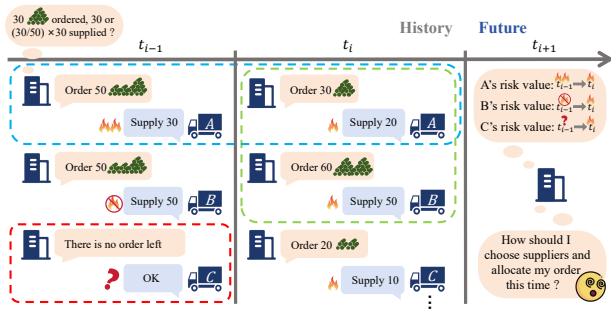 30 ordered, 30 or
(30/50) ×30 supplied ?
History Future
t_{i−1} t_i t_{i+1}
Order 50
Supply 30
A
Order 30
Supply 20
A
A's risk value: t_{i−1} → t_i
B's risk value: t_{i−1} → t_i
C's risk value: t_{i−1} → t_i
Order 50
Supply 50
B
Order 60
Supply 50
B
There is no order left
OK
C
Order 20
Supply 10
C
How should I
choose suppliers and
allocate my order
this time ?